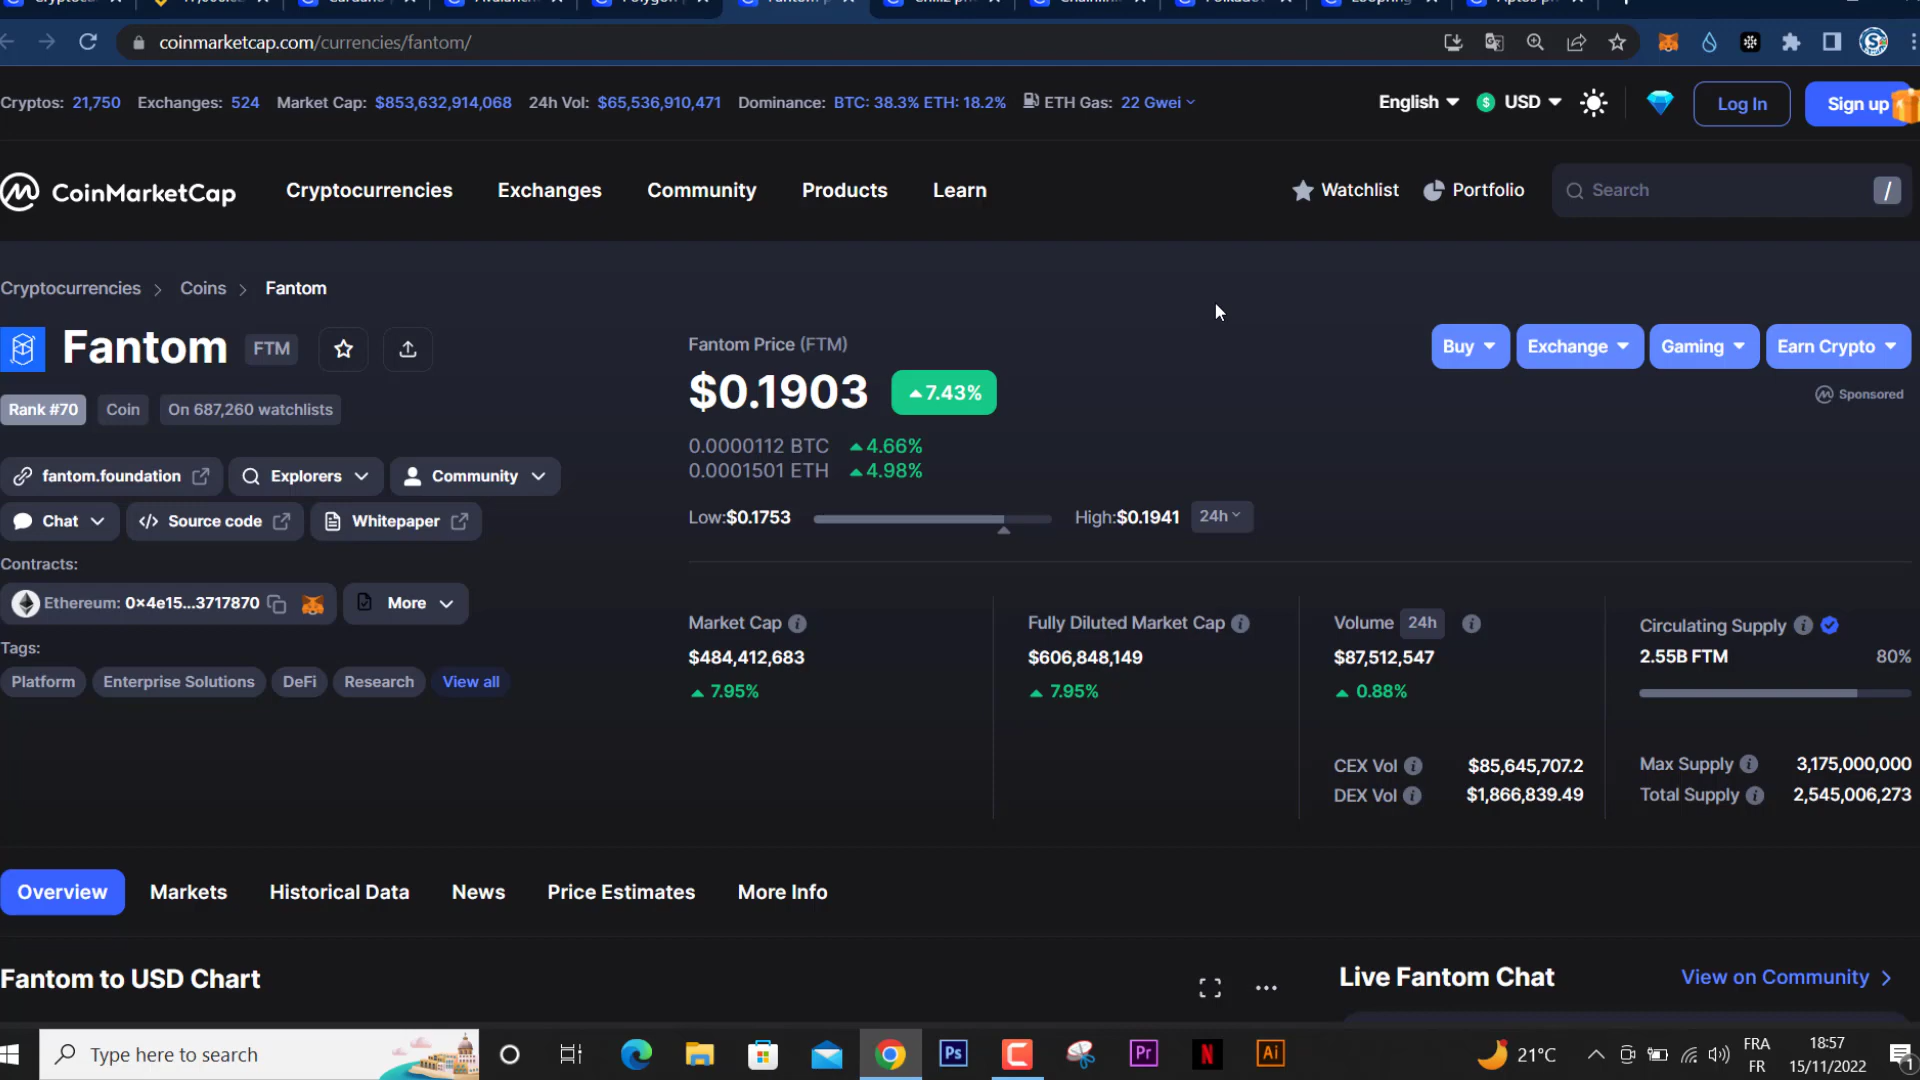 coinmarketcap.com/currencies/fantom/
Cryptos: 21,750 Exchanges: 524 Market Cap: $853,632,914,068 24h Vol: $65,536,910,471 Dominance: BTC: 38.3% ETH: 18.2% ETH Gas: 22 Gwei English USD Log In Sign up
CoinMarketCap Cryptocurrencies Exchanges Community Products Learn Watchlist Portfolio Search /
Cryptocurrencies > Coins > Fantom
Fantom FTM
Rank #70 Coin On 687,260 watchlists
fantom.foundation Explorers Community
Chat Source code Whitepaper
Contracts:
Ethereum: 0x4e15...3717870 More
Tags:
Platform Enterprise Solutions DeFi Research View all
Fantom Price (FTM)
$0.1903 7.43%
0.0000112 BTC 4.66%
0.0001501 ETH 4.98%
Low:$0.1753 High:$0.1941 24h
Buy Exchange Gaming Earn Crypto
Sponsored
Market Cap
$484,412,683
7.95%
Fully Diluted Market Cap
$606,848,149
7.95%
Volume 24h
$87,512,547
0.88%
CEX Vol $85,645,707.2
DEX Vol $1,866,839.49
Circulating Supply
2.55B FTM 80%
Max Supply 3,175,000,000
Total Supply 2,545,006,273
Overview Markets Historical Data News Price Estimates More Info
Fantom to USD Chart
Live Fantom Chat View on Community >
Type here to search
Ps
Pr
N
Ai
21°C
FRA
FR
18:57
15/11/2022
1